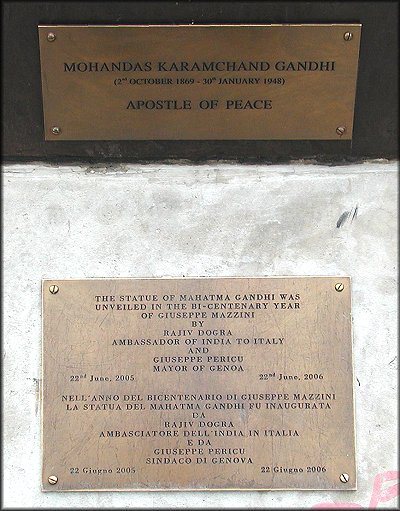 MOHANDAS KARAMCHAND GANDHI
(2nd OCTOBER 1869 - 30th JANUARY 1948)
APOSTLE OF PEACE
THE STATUE OF MAHATMA GANDHI WAS
UNVEILED IN THE BI-CENTENARY YEAR
OF GIUSEPPE MAZZINI
BY
RAJIV DOGRA
AMBASSADOR OF INDIA TO ITALY
AND
GIUSEPPE PERICU
MAYOR OF GENOA
22nd June, 2005 22nd June, 2006
NELL'ANNO DEL BICENTENARIO DI GIUSEPPE MAZZINI
LA STATUA DEL MAHATMA GANDHI FU INAUGURATA
DA
RAJIV DOGRA
AMBASCIATORE DELL'INDIA IN ITALIA
E DA
GIUSEPPE PERICU
SINDACO DI GENOVA
22 Giugno 2005 22 Giugno 2006